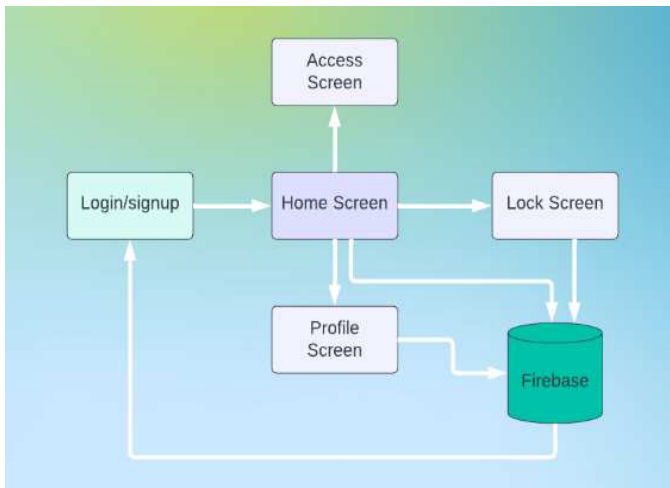 Access
Screen
Login/signup
Home Screen
Lock Screen
Profile
Screen
Firebase